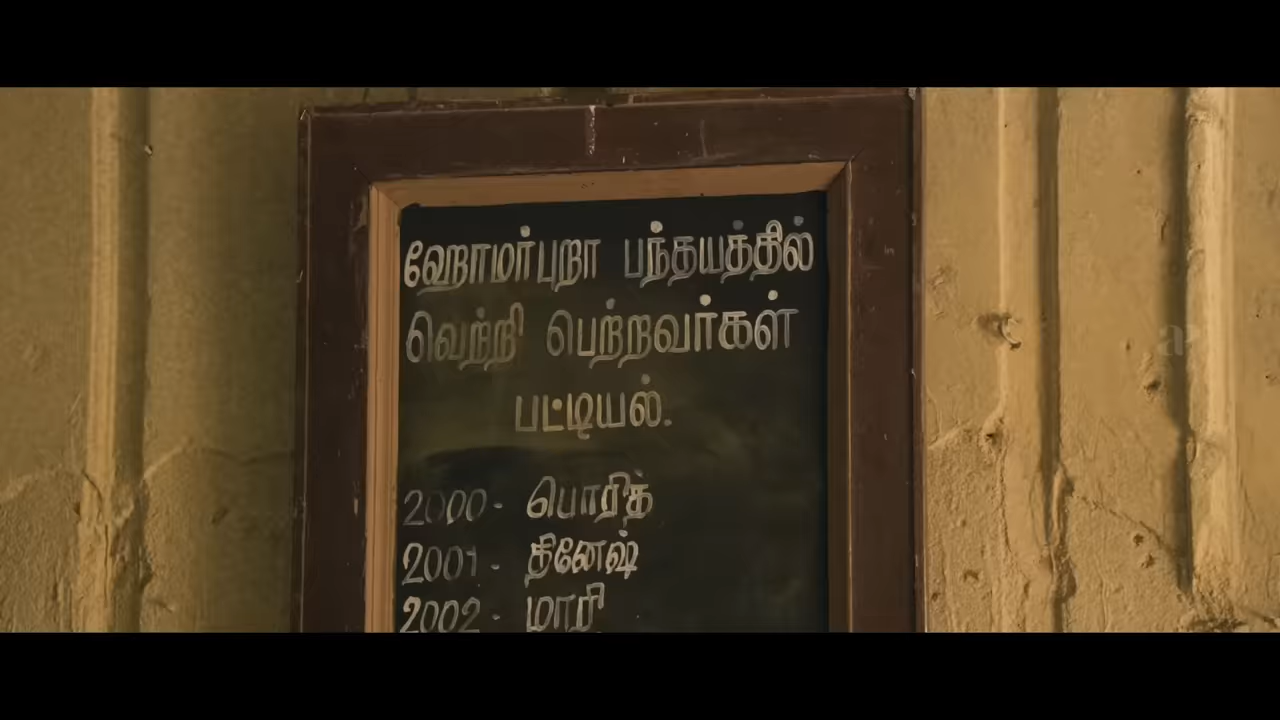 ஹோமர்புறா பந்தயத்தில்
வெற்றி பெற்றவர்கள்
பட்டியல்.
2000 - பொரித்
2001 - தினேஷ்
2002 - மாரி